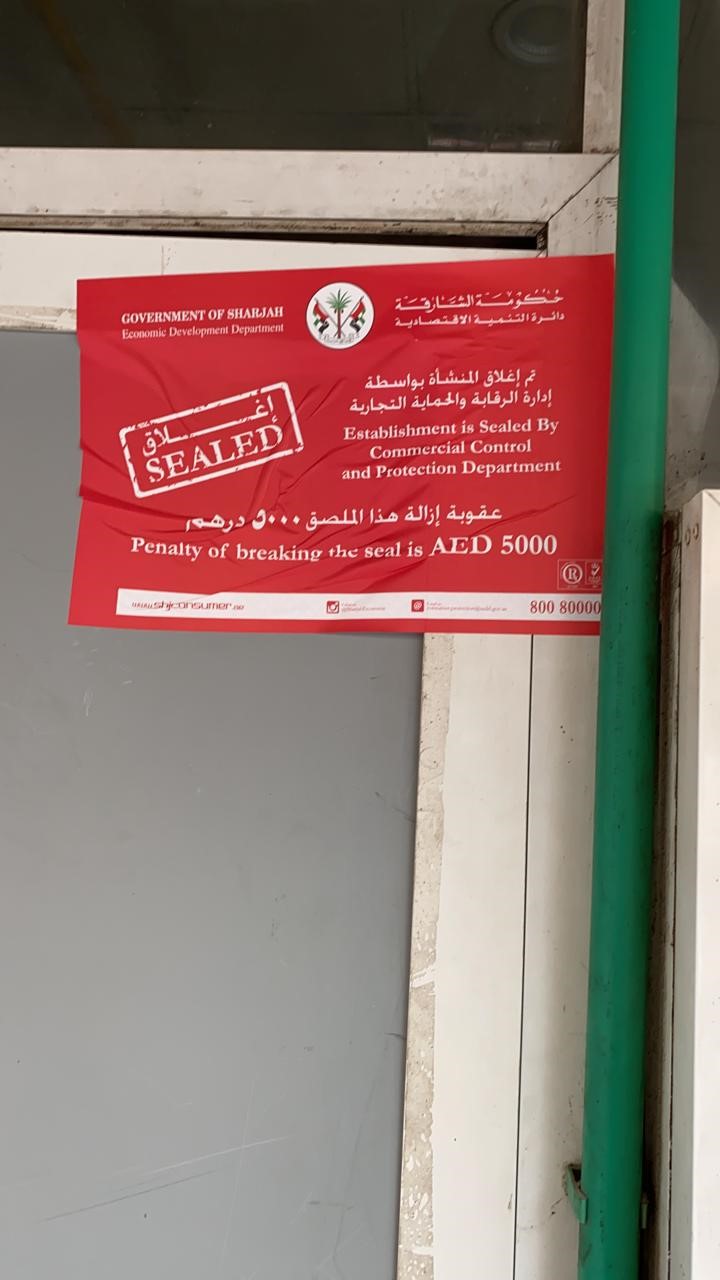 GOVERNMENT OF SHARJAH
Economic Development Department
حكومة الشارقة
دائرة التنمية الاقتصادية
إغلاق
SEALED
تم إغلاق المنشأة بواسطة
إدارة الرقابة والحماية التجارية
Establishment is Sealed By
Commercial Control
and Protection Department
عقوبة إزالة هذا الملصق ٥٠٠٠ درهم
Penalty of breaking the seal is AED 5000
www.shjconsumer.ae
800 80000
R